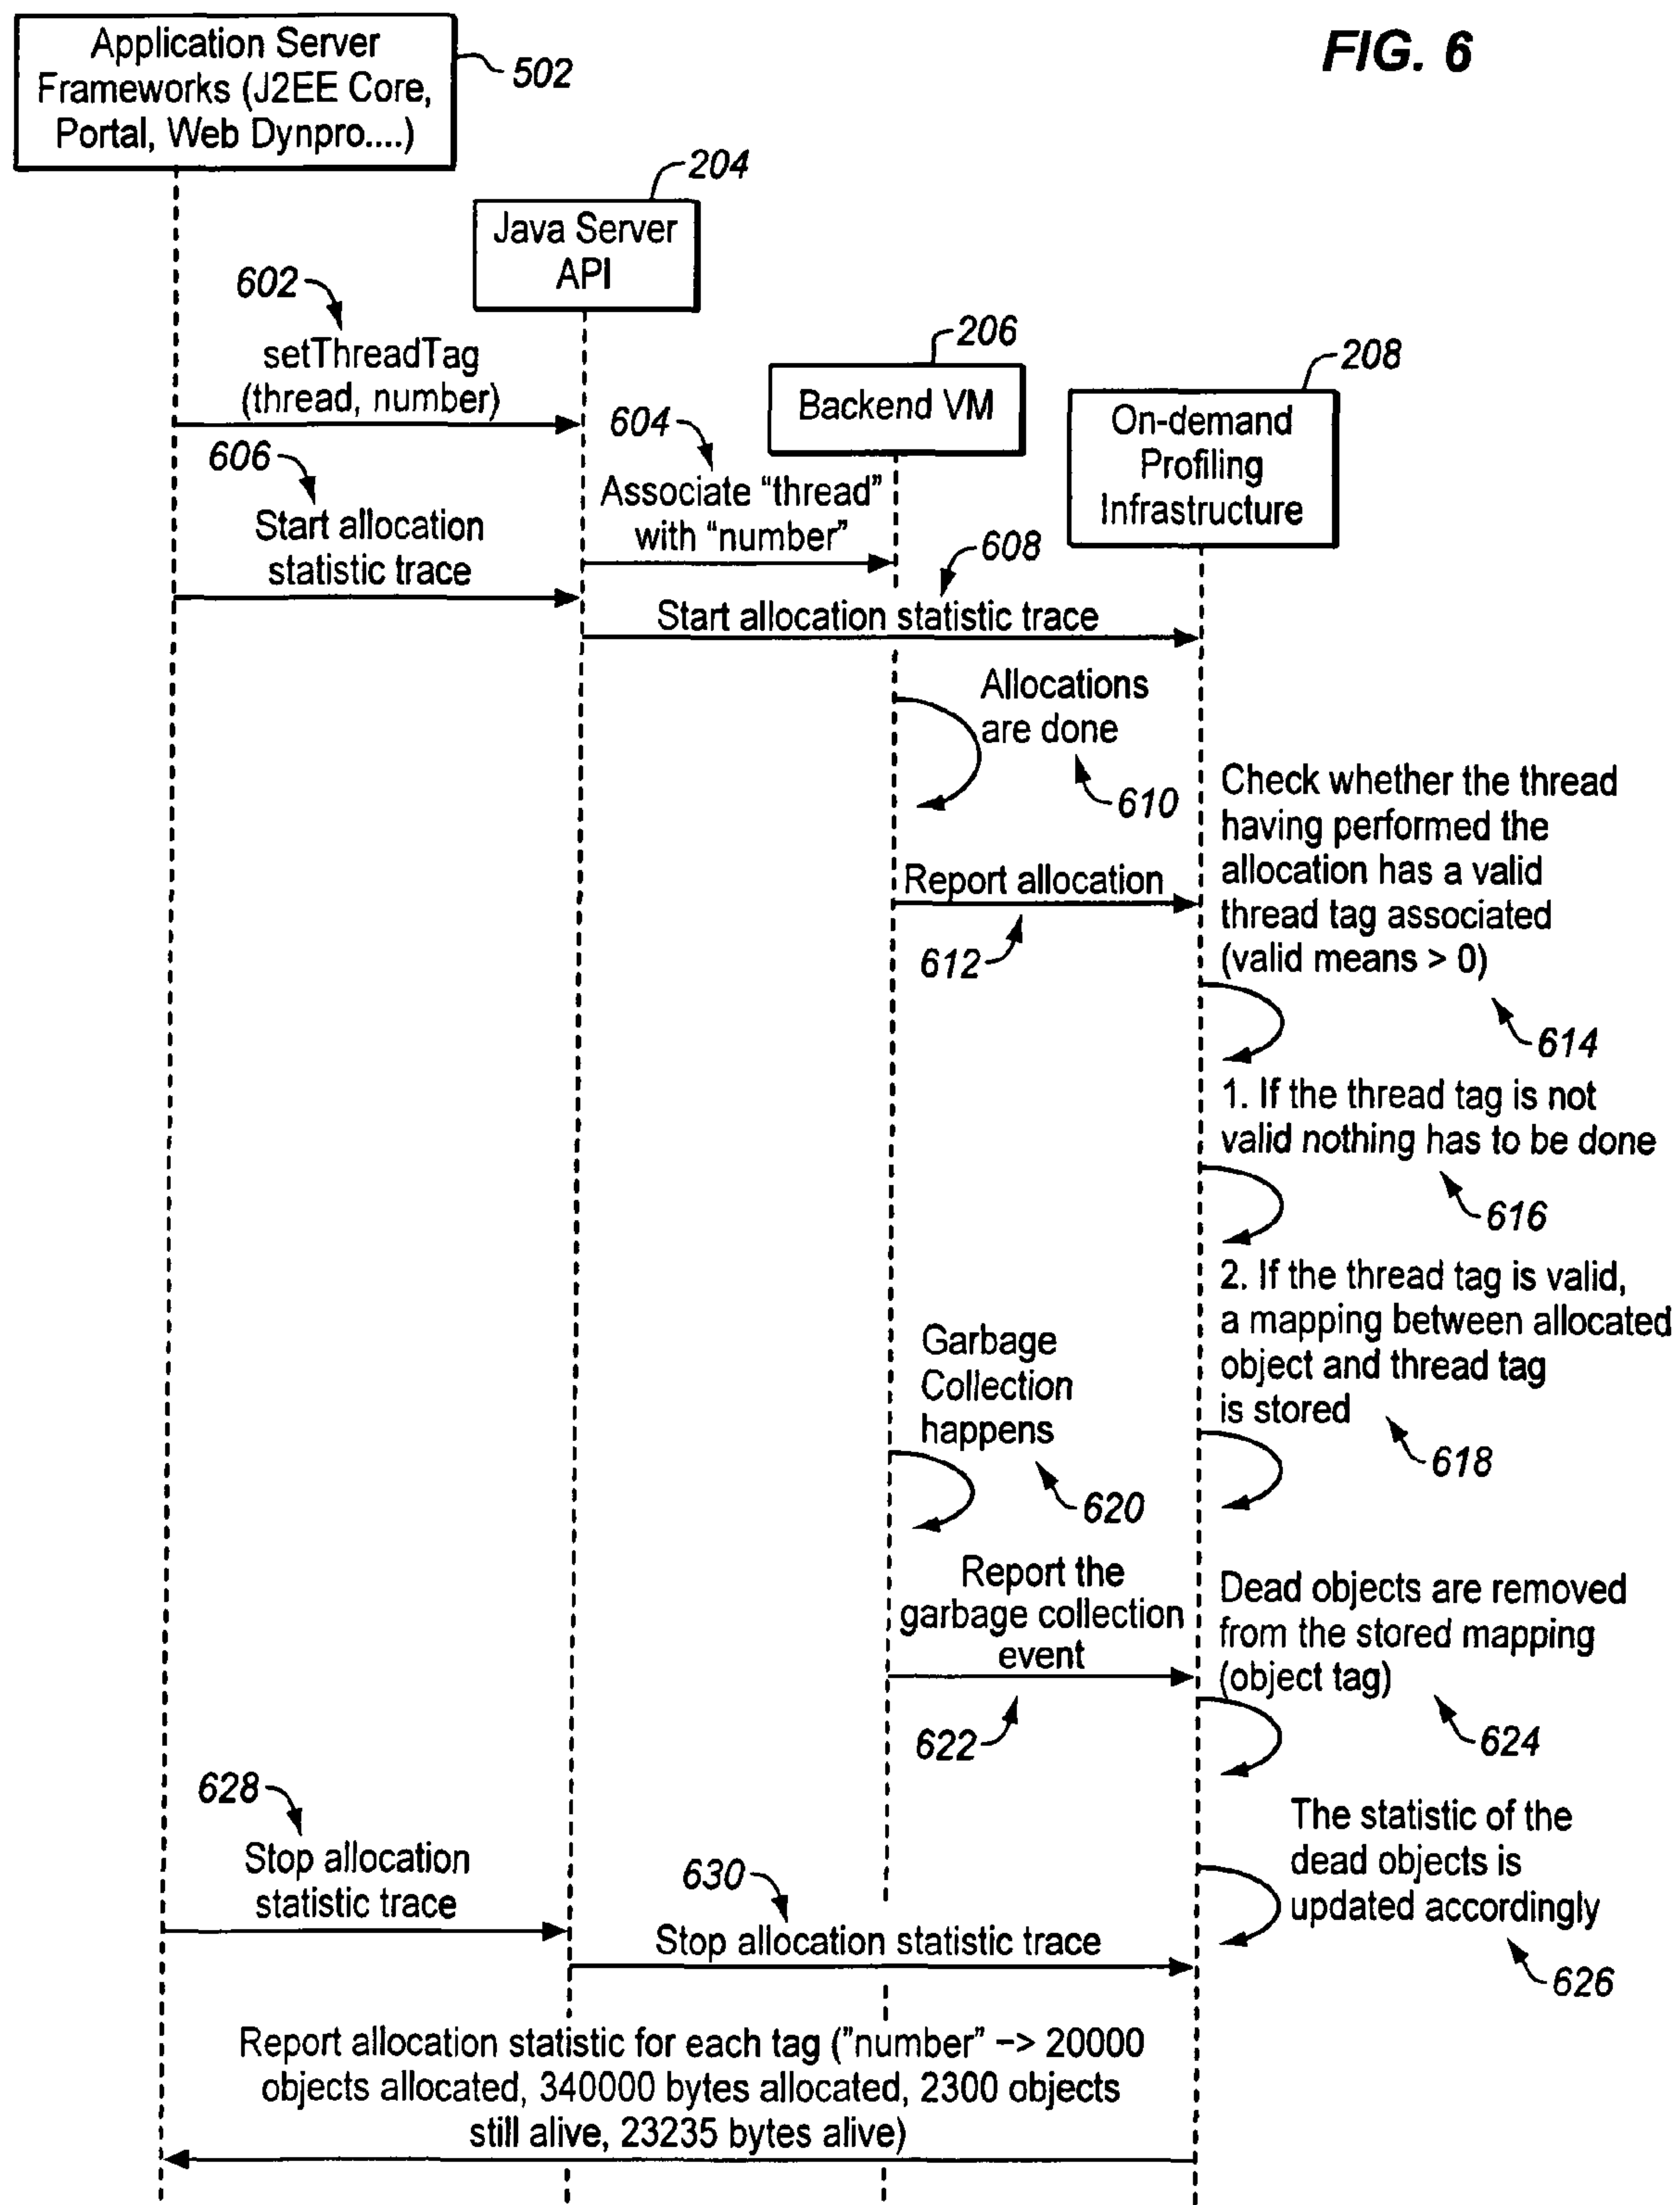 FIG. 6
Application Server
Frameworks (J2EE Core,
Portal, Web Dynpro....)
502
204
Java Server
API
602
setThreadTag
(thread, number)
206
Backend VM
208
On-demand
Profiling
Infrastructure
604
Associate “thread”
with “number”
606
Start allocation
statistic trace
608
Start allocation statistic trace
Allocations
are done
610
Report allocation
612
Check whether the thread
having performed the
allocation has a valid
thread tag associated
(valid means > 0)
614
1. If the thread tag is not
valid nothing has to be done
616
2. If the thread tag is valid,
a mapping between allocated
object and thread tag
is stored
618
Garbage
Collection
happens
620
Report the
garbage collection
event
622
Dead objects are removed
from the stored mapping
(object tag)
624
The statistic of the
dead objects is
updated accordingly
626
628
Stop allocation
statistic trace
630
Stop allocation statistic trace
Report allocation statistic for each tag (”number” –> 20000
objects allocated, 340000 bytes allocated, 2300 objects
still alive, 23235 bytes alive)